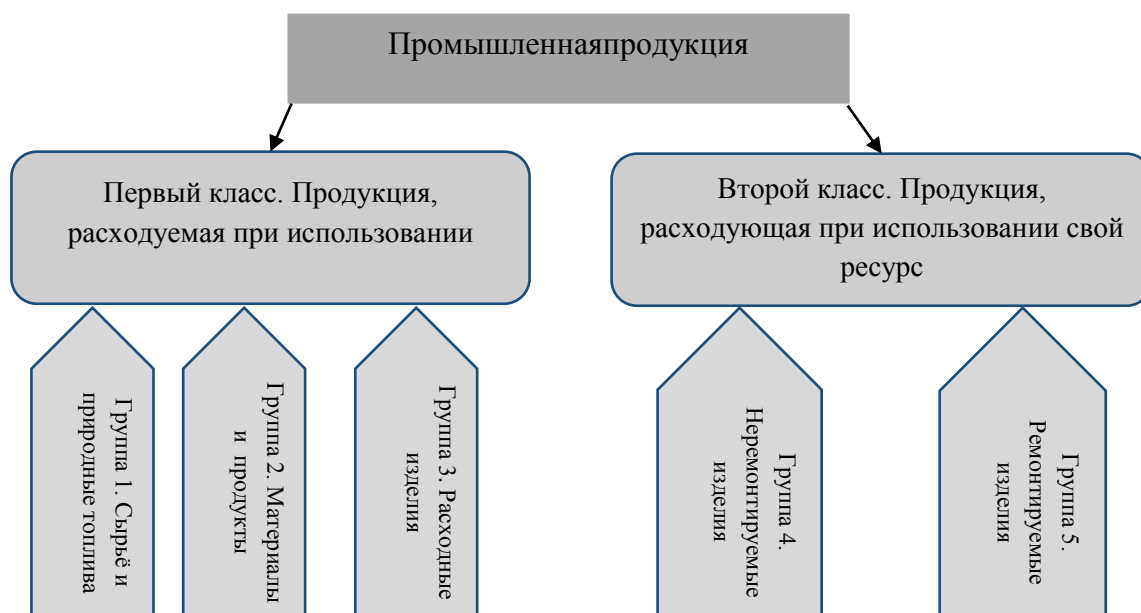 Промышленнаяпродукция
Первый класс. Продукция,
расходуемая при использовании
Второй класс. Продукция,
расходующая при использовании свой
ресурс
Группа 1. Сырьё и
природные топлива
Группа 2. Материалы
и продукты
Группа 3. Расходные
изделия
Группа 4.
Неремонтируемые
изделия
Группа 5.
Ремонтируемые
изделия